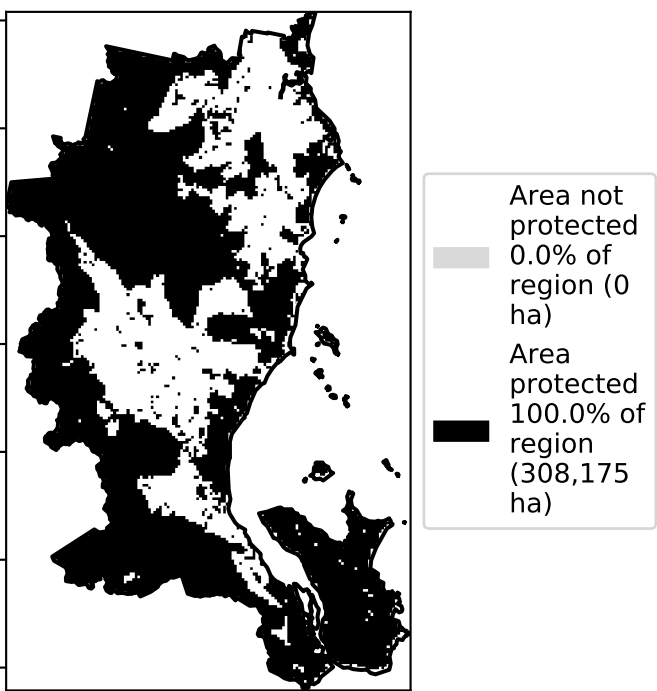 Area not
protected
0.0% of
region (0
ha)
Area
protected
100.0% of
region
(308,175
ha)